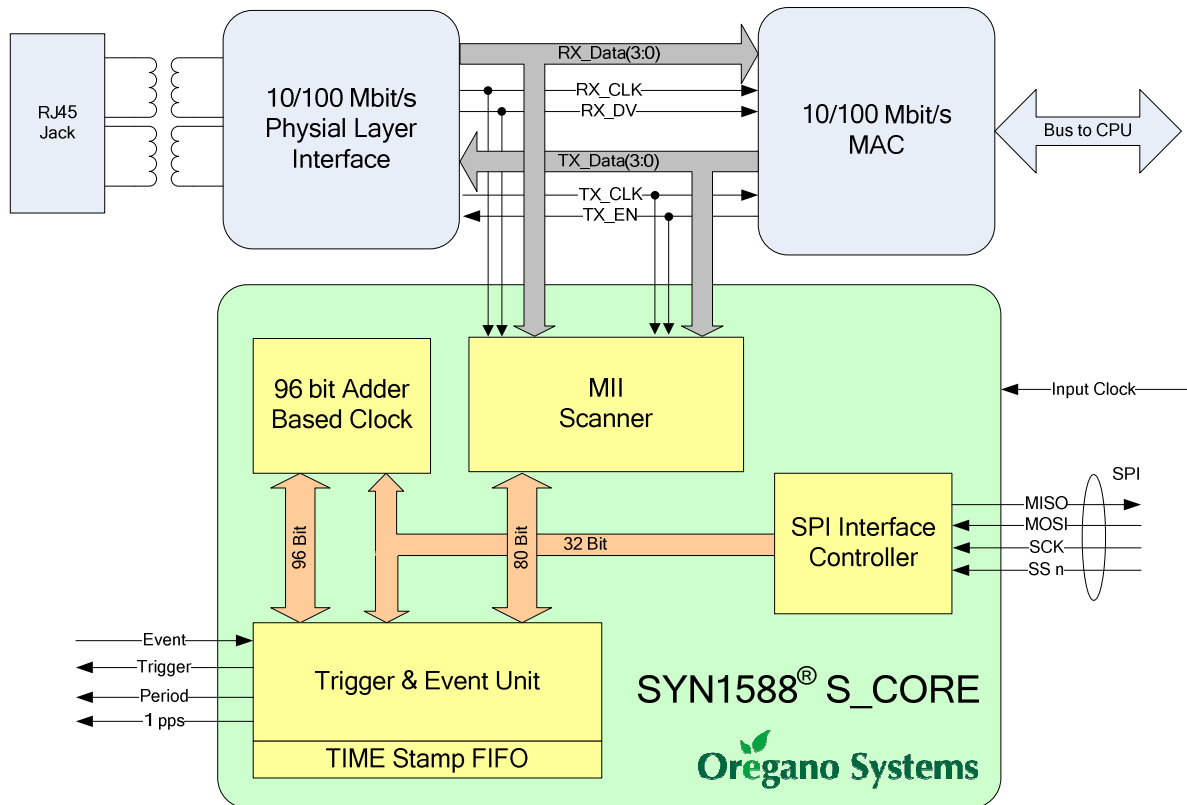 RJ45
Jack
10/100 Mbit/s
Physial Layer
Interface
RX_Data(3:0)
RX_CLK
RX_DV
TX_Data(3:0)
TX_CLK
TX_EN
10/100 Mbit/s
MAC
Bus to CPU
96 bit Adder
Based Clock
MII
Scanner
Input Clock
SPI
MISO
MOSI
SCK
SS n
SPI Interface
Controller
96 Bit
80 Bit
32 Bit
Event
Trigger
Period
1 pps
Trigger & Event Unit
TIME Stamp FIFO
SYN1588® S_CORE
Oregano Systems